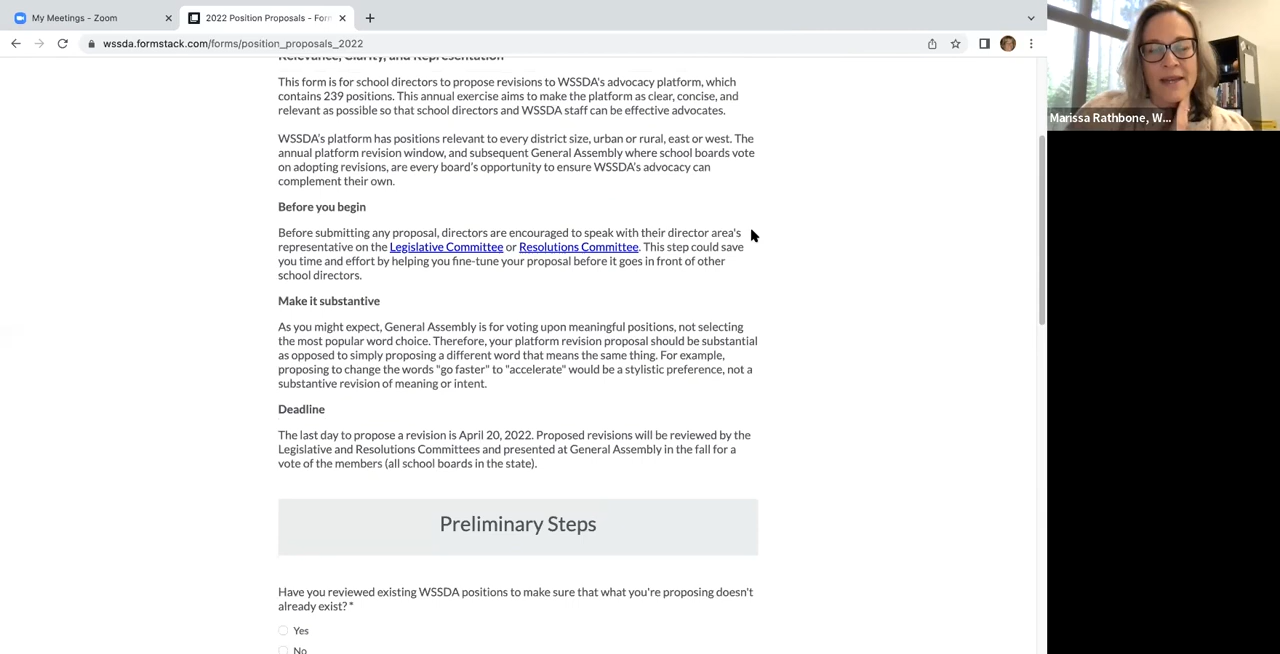 My Meetings - Zoom
2022 Position Proposals - Forr
wssda.formstack.com/forms/position_proposals_2022
Relevance, Clarity, and Representation
This form is for school directors to propose revisions to WSSDA's advocacy platform, which
contains 239 positions. This annual exercise aims to make the platform as clear, concise, and
relevant as possible so that school directors and WSSDA staff can be effective advocates.
WSSDA's platform has positions relevant to every district size, urban or rural, east or west. The
annual platform revision window, and subsequent General Assembly where school boards vote
on adopting revisions, are every board's opportunity to ensure WSSDA's advocacy can
complement their own.
Before you begin
Before submitting any proposal, directors are encouraged to speak with their director area's
representative on the Legislative Committee or Resolutions Committee. This step could save
you time and effort by helping you fine-tune your proposal before it goes in front of other
school directors.
Make it substantive
As you might expect, General Assembly is for voting upon meaningful positions, not selecting
the most popular word choice. Therefore, your platform revision proposal should be substantial
as opposed to simply proposing a different word that means the same thing. For example,
proposing to change the words "go faster" to "accelerate" would be a stylistic preference, not a
substantive revision of meaning or intent.
Deadline
The last day to propose a revision is April 20, 2022. Proposed revisions will be reviewed by the
Legislative and Resolutions Committees and presented at General Assembly in the fall for a
vote of the members (all school boards in the state).
Preliminary Steps
Have you reviewed existing WSSDA positions to make sure that what you're proposing doesn't
already exist? *
Yes
No
Marissa Rathbone, W...